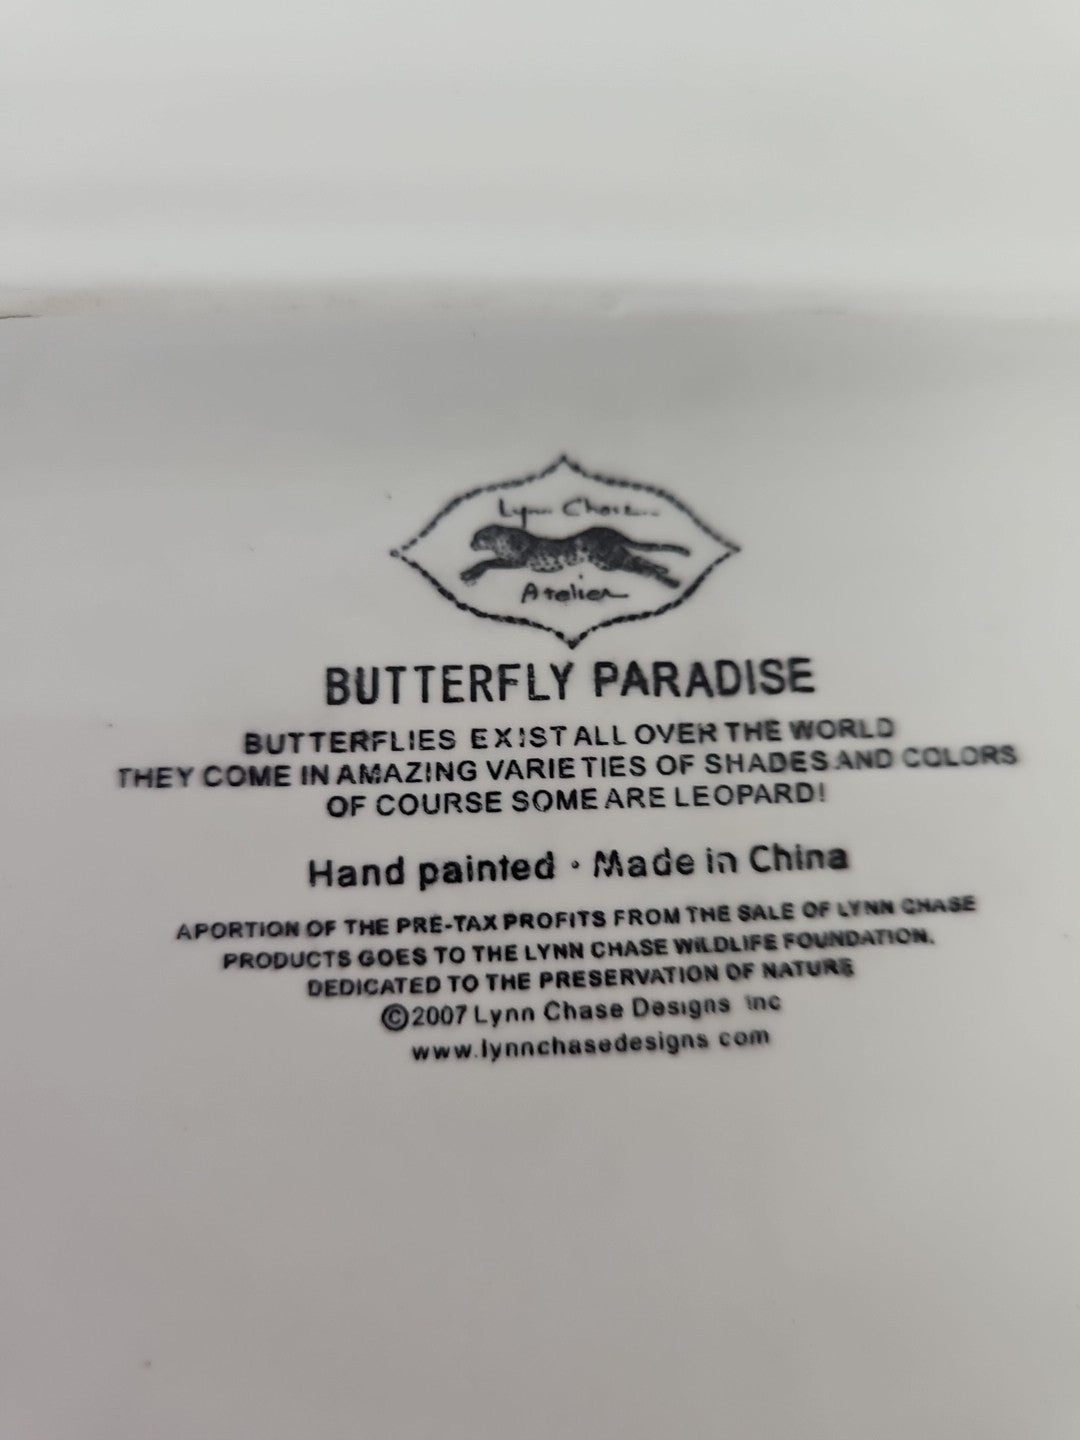 Lynn Chase
Atelier
BUTTERFLY PARADISE
BUTTERFLIES EXIST ALL OVER THE WORLD
THEY COME IN AMAZING VARIETIES OF SHADES AND COLORS
OF COURSE SOME ARE LEOPARD!
Hand painted · Made in China
A PORTION OF THE PRE-TAX PROFITS FROM THE SALE OF LYNN CHASE
PRODUCTS GOES TO THE LYNN CHASE WILDLIFE FOUNDATION.
DEDICATED TO THE PRESERVATION OF NATURE
©2007 Lynn Chase Designs Inc
www.lynnchasedesigns com